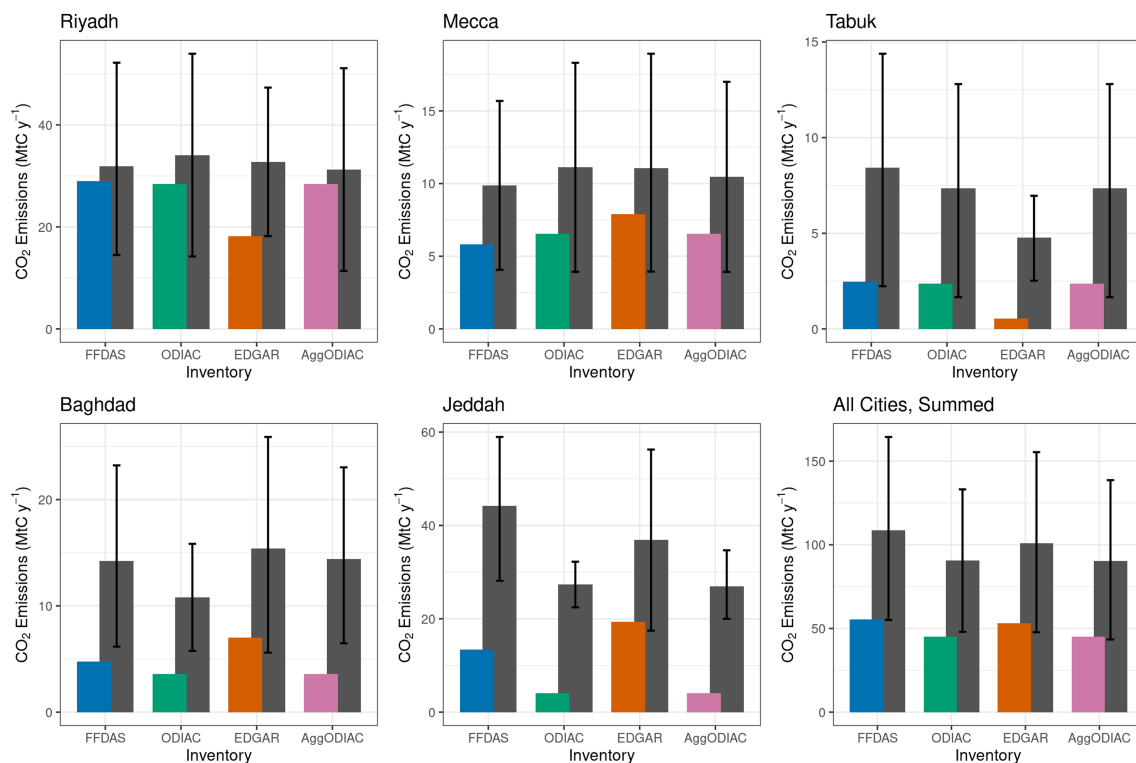 Riyadh
CO₂ Emissions (MtC y⁻¹)
40
20
0
FFDAS ODIAC EDGAR AggODIAC
Inventory
Mecca
CO₂ Emissions (MtC y⁻¹)
15
10
5
0
FFDAS ODIAC EDGAR AggODIAC
Inventory
Tabuk
CO₂ Emissions (MtC y⁻¹)
15
10
5
0
FFDAS ODIAC EDGAR AggODIAC
Inventory
Baghdad
CO₂ Emissions (MtC y⁻¹)
20
10
0
FFDAS ODIAC EDGAR AggODIAC
Inventory
Jeddah
CO₂ Emissions (MtC y⁻¹)
60
40
20
0
FFDAS ODIAC EDGAR AggODIAC
Inventory
All Cities, Summed
CO₂ Emissions (MtC y⁻¹)
150
100
50
0
FFDAS ODIAC EDGAR AggODIAC
Inventory